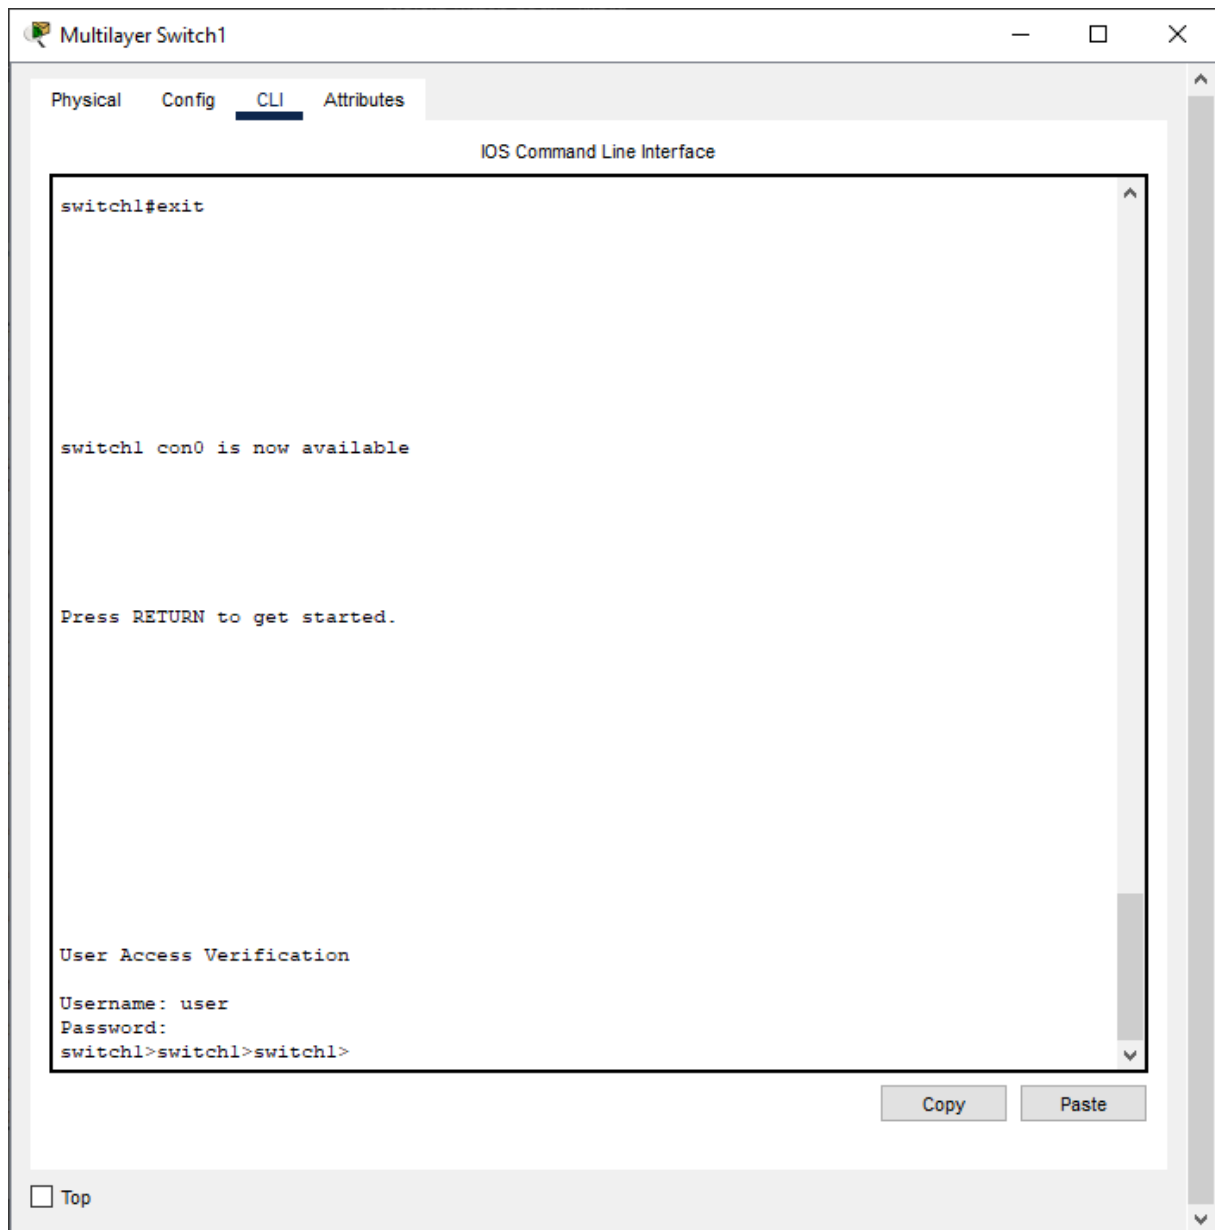 Multilayer Switch1
Physical Config CLI Attributes
IOS Command Line Interface
switch1#exit
switch1 con0 is now available
Press RETURN to get started.
User Access Verification
Username: user
Password:
switch1>switch1>switch1>
Copy Paste
Top